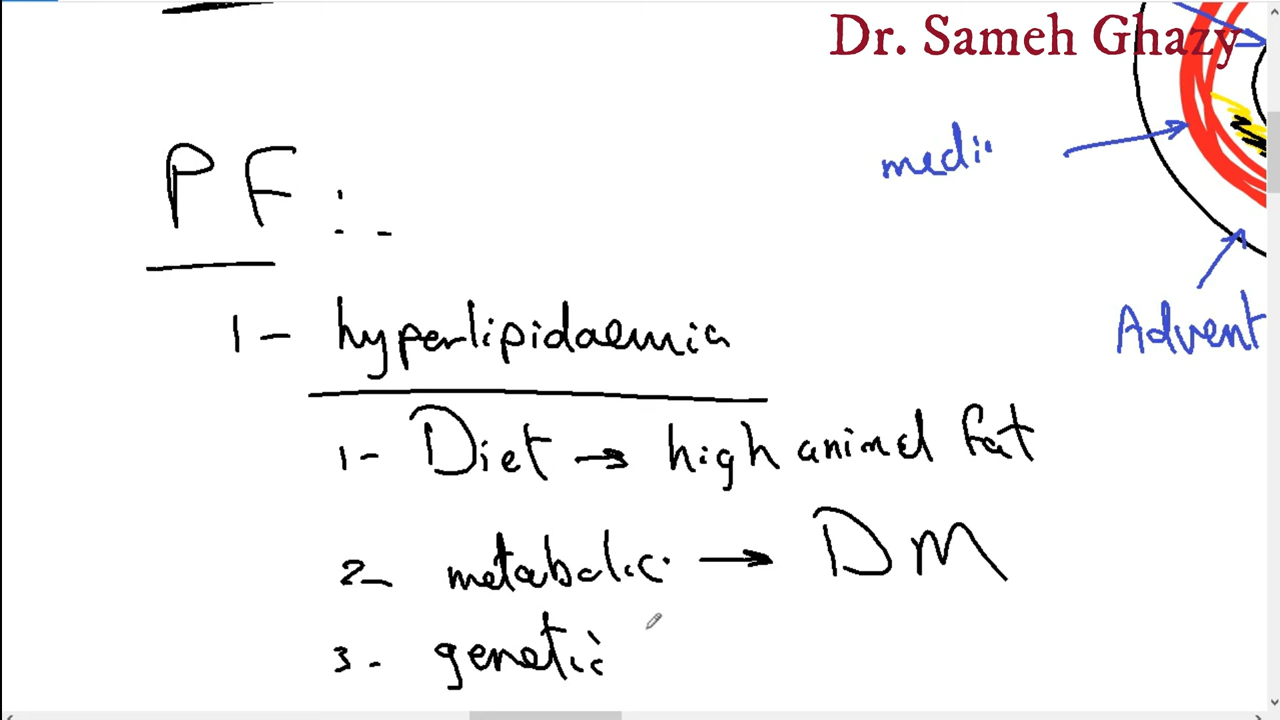 Dr. Sameh Ghazy
medi
PF:-
Advent
1- hyperlipidaemia
1- Diet → high animal fat
2- metabolic → DM
3- genetic